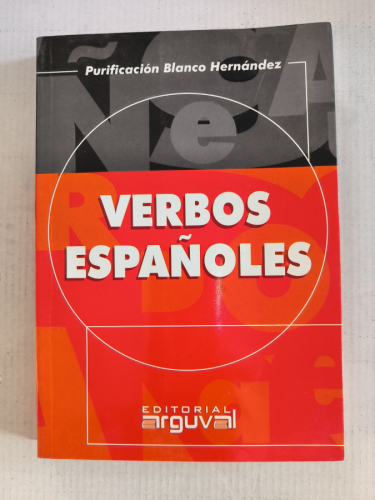 Purificación Blanco Hernández
VERBOS
ESPAÑOLES
EDITORIAL
arguval